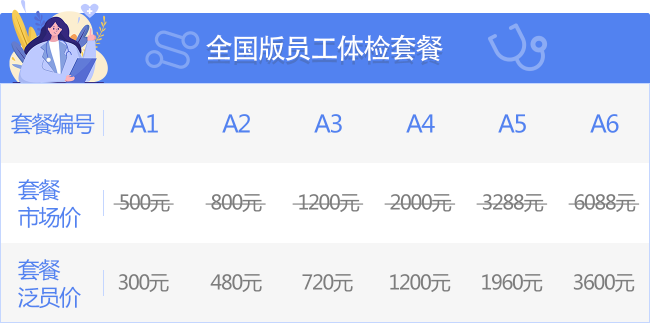 全国版员工体检套餐
套餐编号 A1 A2 A3 A4 A5 A6
套餐
市场价 500元 800元 1200元 2000元 3288元 6088元
套餐
泛员价 300元 480元 720元 1200元 1960元 3600元